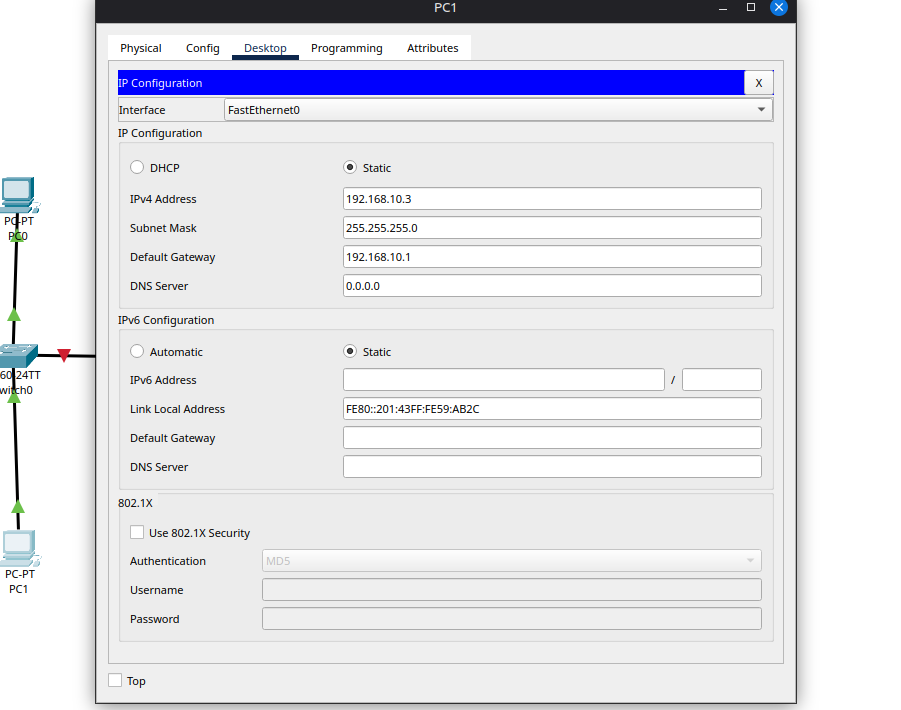 PC1
Physical Config Desktop Programming Attributes
IP Configuration X
Interface FastEthernet0
IP Configuration
DHCP Static
IPv4 Address 192.168.10.3
Subnet Mask 255.255.255.0
Default Gateway 192.168.10.1
DNS Server 0.0.0.0
IPv6 Configuration
Automatic Static
IPv6 Address /
Link Local Address FE80::201:43FF:FE59:AB2C
Default Gateway
DNS Server
802.1X
Use 802.1X Security
Authentication MD5
Username
Password
Top
PC-PT
PC0
60-24TT
witch0
PC-PT
PC1